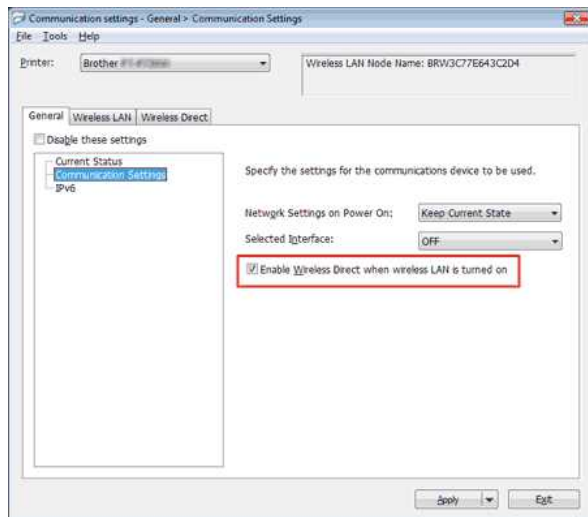 Communication settings - General > Communication Settings
File Tools Help
Printer: Brother
Wireless LAN Node Name: BRW3C77E643C2D4
General Wireless LAN Wireless Direct
Disable these settings
Current Status
Communication Settings
IPv6
Specify the settings for the communications device to be used.
Network Settings on Power On: Keep Current State
Selected Interface: OFF
Enable Wireless Direct when wireless LAN is turned on
Apply Exit